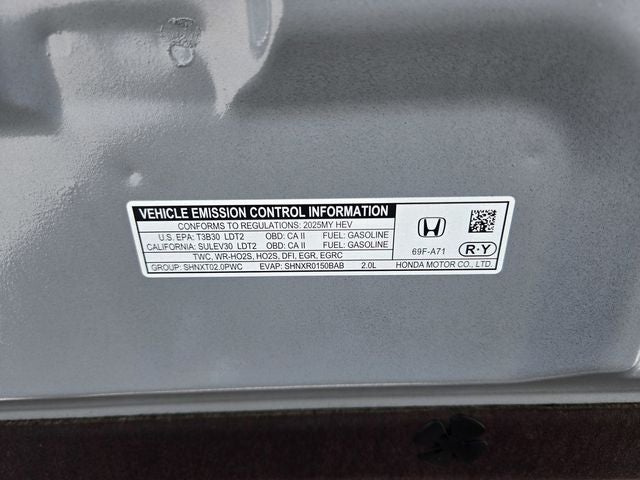 VEHICLE EMISSION CONTROL INFORMATION
CONFORMS TO REGULATIONS: 2025MY HEV
U.S. EPA: T3B30 LDT2 OBD: CA II FUEL: GASOLINE
CALIFORNIA: SULEV30 LDT2 OBD: CA II FUEL: GASOLINE
TWC, WR-HO2S, HO2S, DFI, EGR, EGRC
GROUP: SHNXT02.0PWC EVAP: SHNXR0150BAB 2.0L
69F-A71
R·Y
HONDA MOTOR CO., LTD.